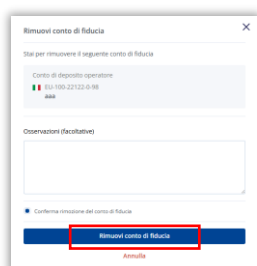 Rimuovi conto di fiducia
Stai per rimuovere il seguente conto di fiducia
Conto di deposito operatore
EU-100-22122-0-98
Osservazioni (facoltative)
Conferma rimozione del conto di fiducia
Rimuovi conto di fiducia
Annulla